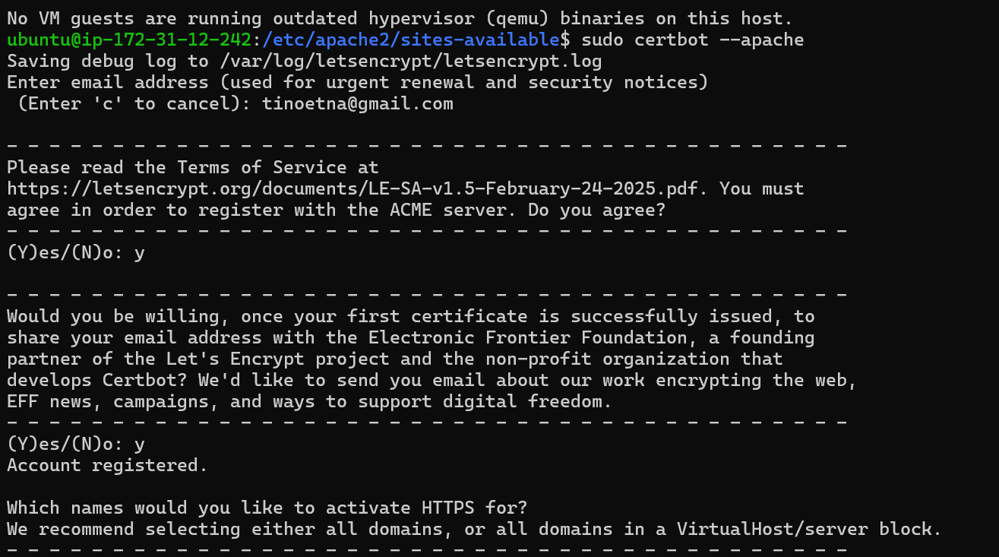 No VM guests are running outdated hypervisor (qemu) binaries on this host.
ubuntu@ip-172-31-12-242:/etc/apache2/sites-available$ sudo certbot --apache
Saving debug log to /var/log/letsencrypt/letsencrypt.log
Enter email address (used for urgent renewal and security notices)
 (Enter 'c' to cancel): tinoetna@gmail.com

- - - - - - - - - - - - - - - - - - - - - - - - - - - - - - - - - - - - - - - -
Please read the Terms of Service at
https://letsencrypt.org/documents/LE-SA-v1.5-February-24-2025.pdf. You must
agree in order to register with the ACME server. Do you agree?
- - - - - - - - - - - - - - - - - - - - - - - - - - - - - - - - - - - - - - - -
(Y)es/(N)o: y

- - - - - - - - - - - - - - - - - - - - - - - - - - - - - - - - - - - - - - - -
Would you be willing, once your first certificate is successfully issued, to
share your email address with the Electronic Frontier Foundation, a founding
partner of the Let's Encrypt project and the non-profit organization that
develops Certbot? We'd like to send you email about our work encrypting the web,
EFF news, campaigns, and ways to support digital freedom.
- - - - - - - - - - - - - - - - - - - - - - - - - - - - - - - - - - - - - - - -
(Y)es/(N)o: y
Account registered.

Which names would you like to activate HTTPS for?
We recommend selecting either all domains, or all domains in a VirtualHost/server block.
- - - - - - - - - - - - - - - - - - - - - - - - - - - - - - - - - - - - - - - -